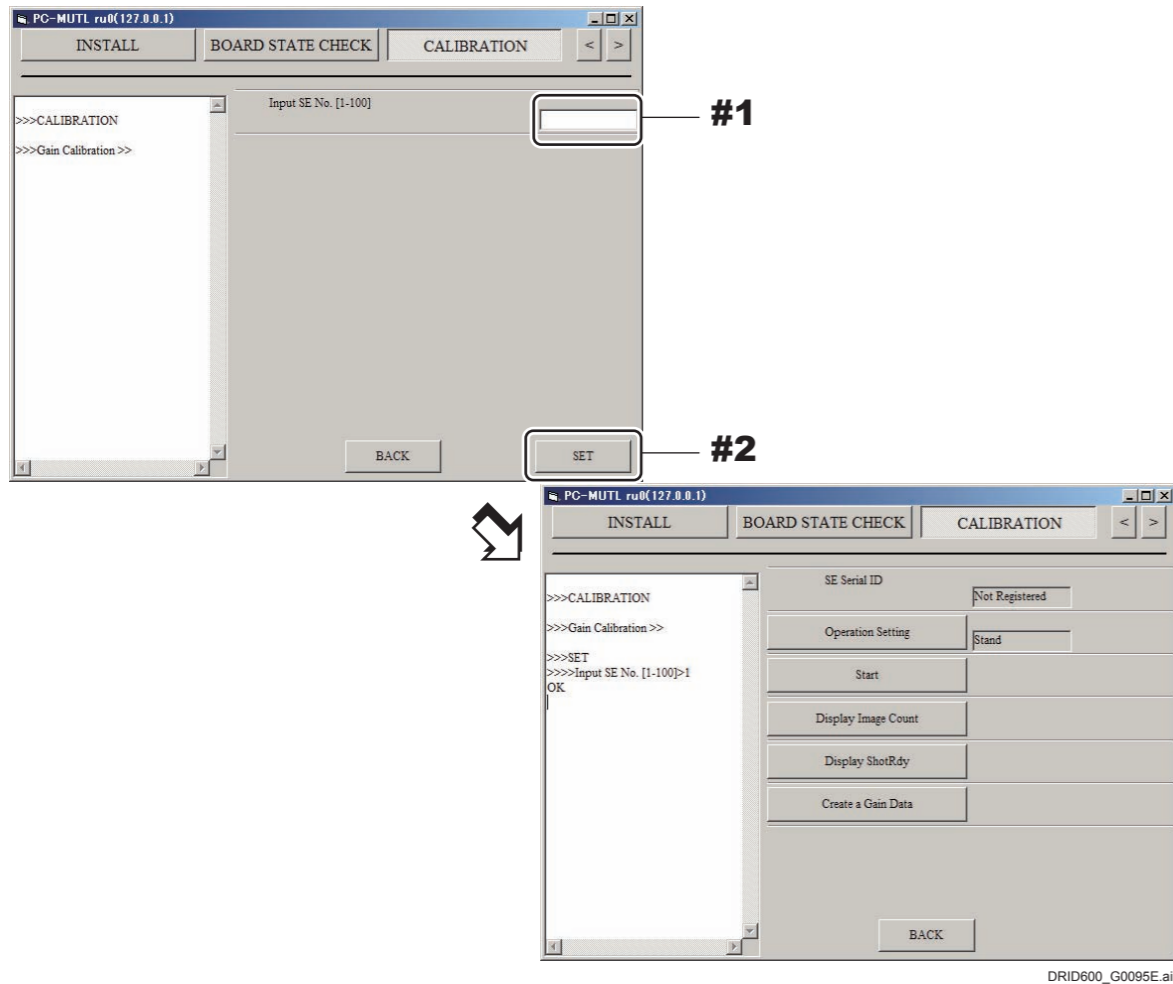 PC-MUTL ru0(127.0.0.1)
INSTALL
BOARD STATE CHECK
CALIBRATION
<
>
>>>CALIBRATION
>>>Gain Calibration >>
Input SE No. [1-100]
#1
BACK
SET
#2
PC-MUTL ru0(127.0.0.1)
INSTALL
BOARD STATE CHECK
CALIBRATION
<
>
>>>CALIBRATION
>>>Gain Calibration >>
>>>SET
>>>>Input SE No. [1-100]>1
OK
SE Serial ID
Not Registered
Operation Setting
Stand
Start
Display Image Count
Display ShotRdy
Create a Gain Data
BACK
DRID600_G0095E.ai